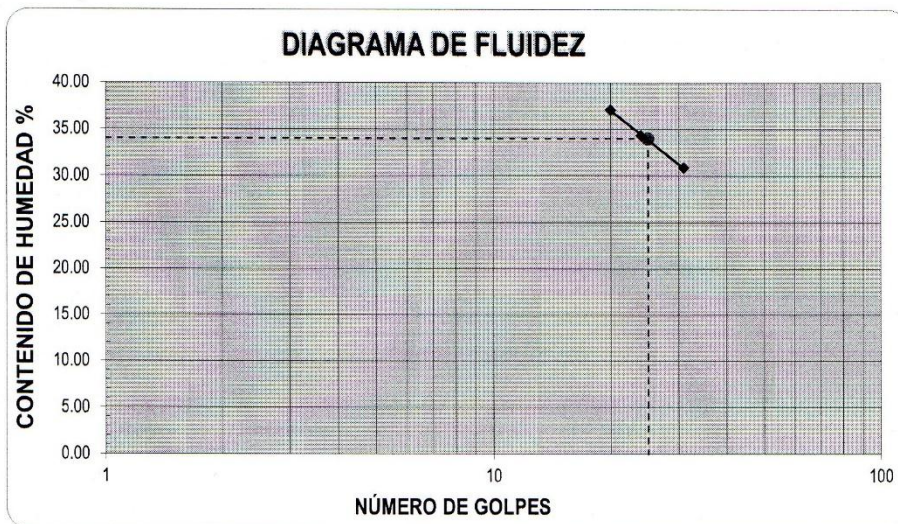 DIAGRAMA DE FLUIDEZ
CONTENIDO DE HUMEDAD %
40.00
35.00
30.00
25.00
20.00
15.00
10.00
5.00
0.00
1 10 100
NÚMERO DE GOLPES